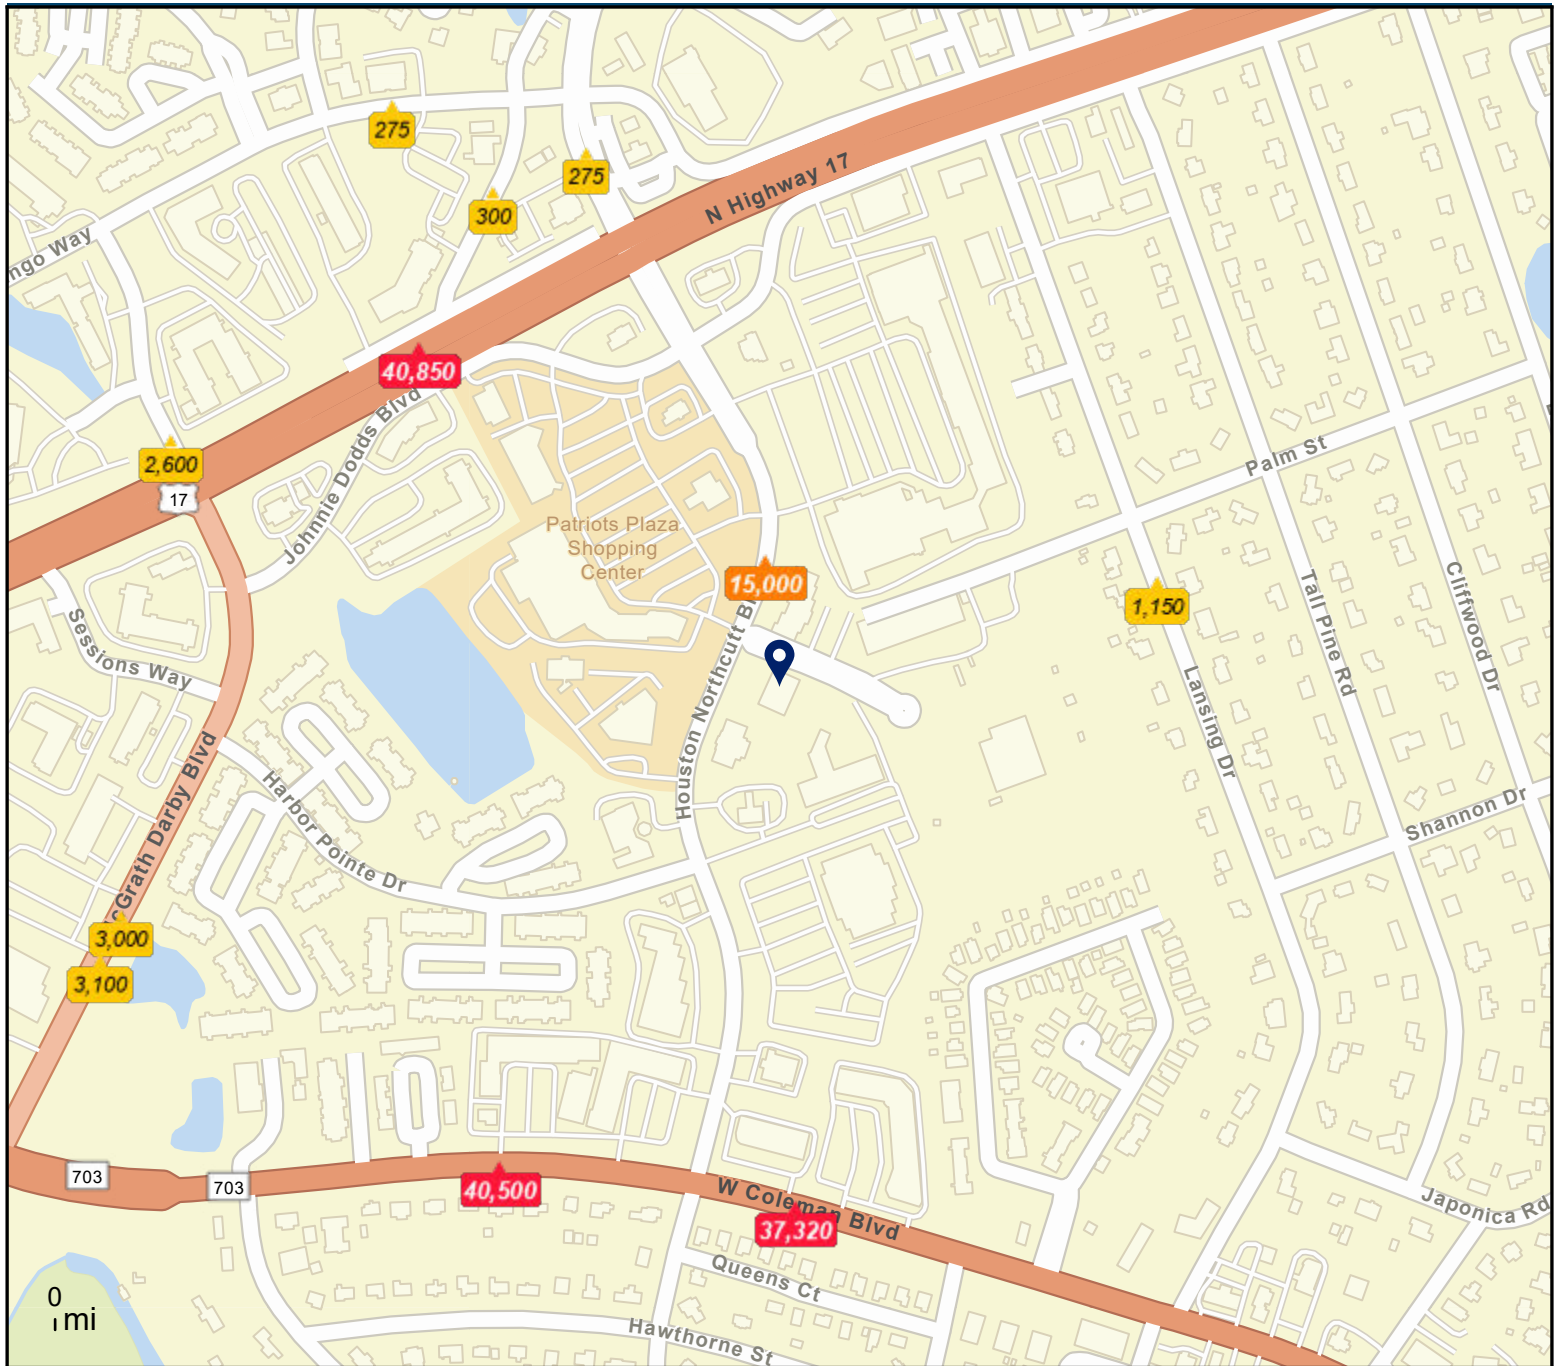 275
275
300
N Highway 17
ngo Way
40,850
Johnnie Dodds Blvd
2,600
17
Palm St
Patriots Plaza
Shopping
Center
15,000
Houston Northcutt
1,150
Tall Pine Rd
Cliffwood Dr
Lansing Dr
Sessions Way
Harbor Pointe Dr
Grath Darby Blvd
Shannon Dr
3,000
3,100
703
703
40,500
W Coleman Blvd
37,320
Japonica Rd
Queens Ct
Hawthorne St
0
mi